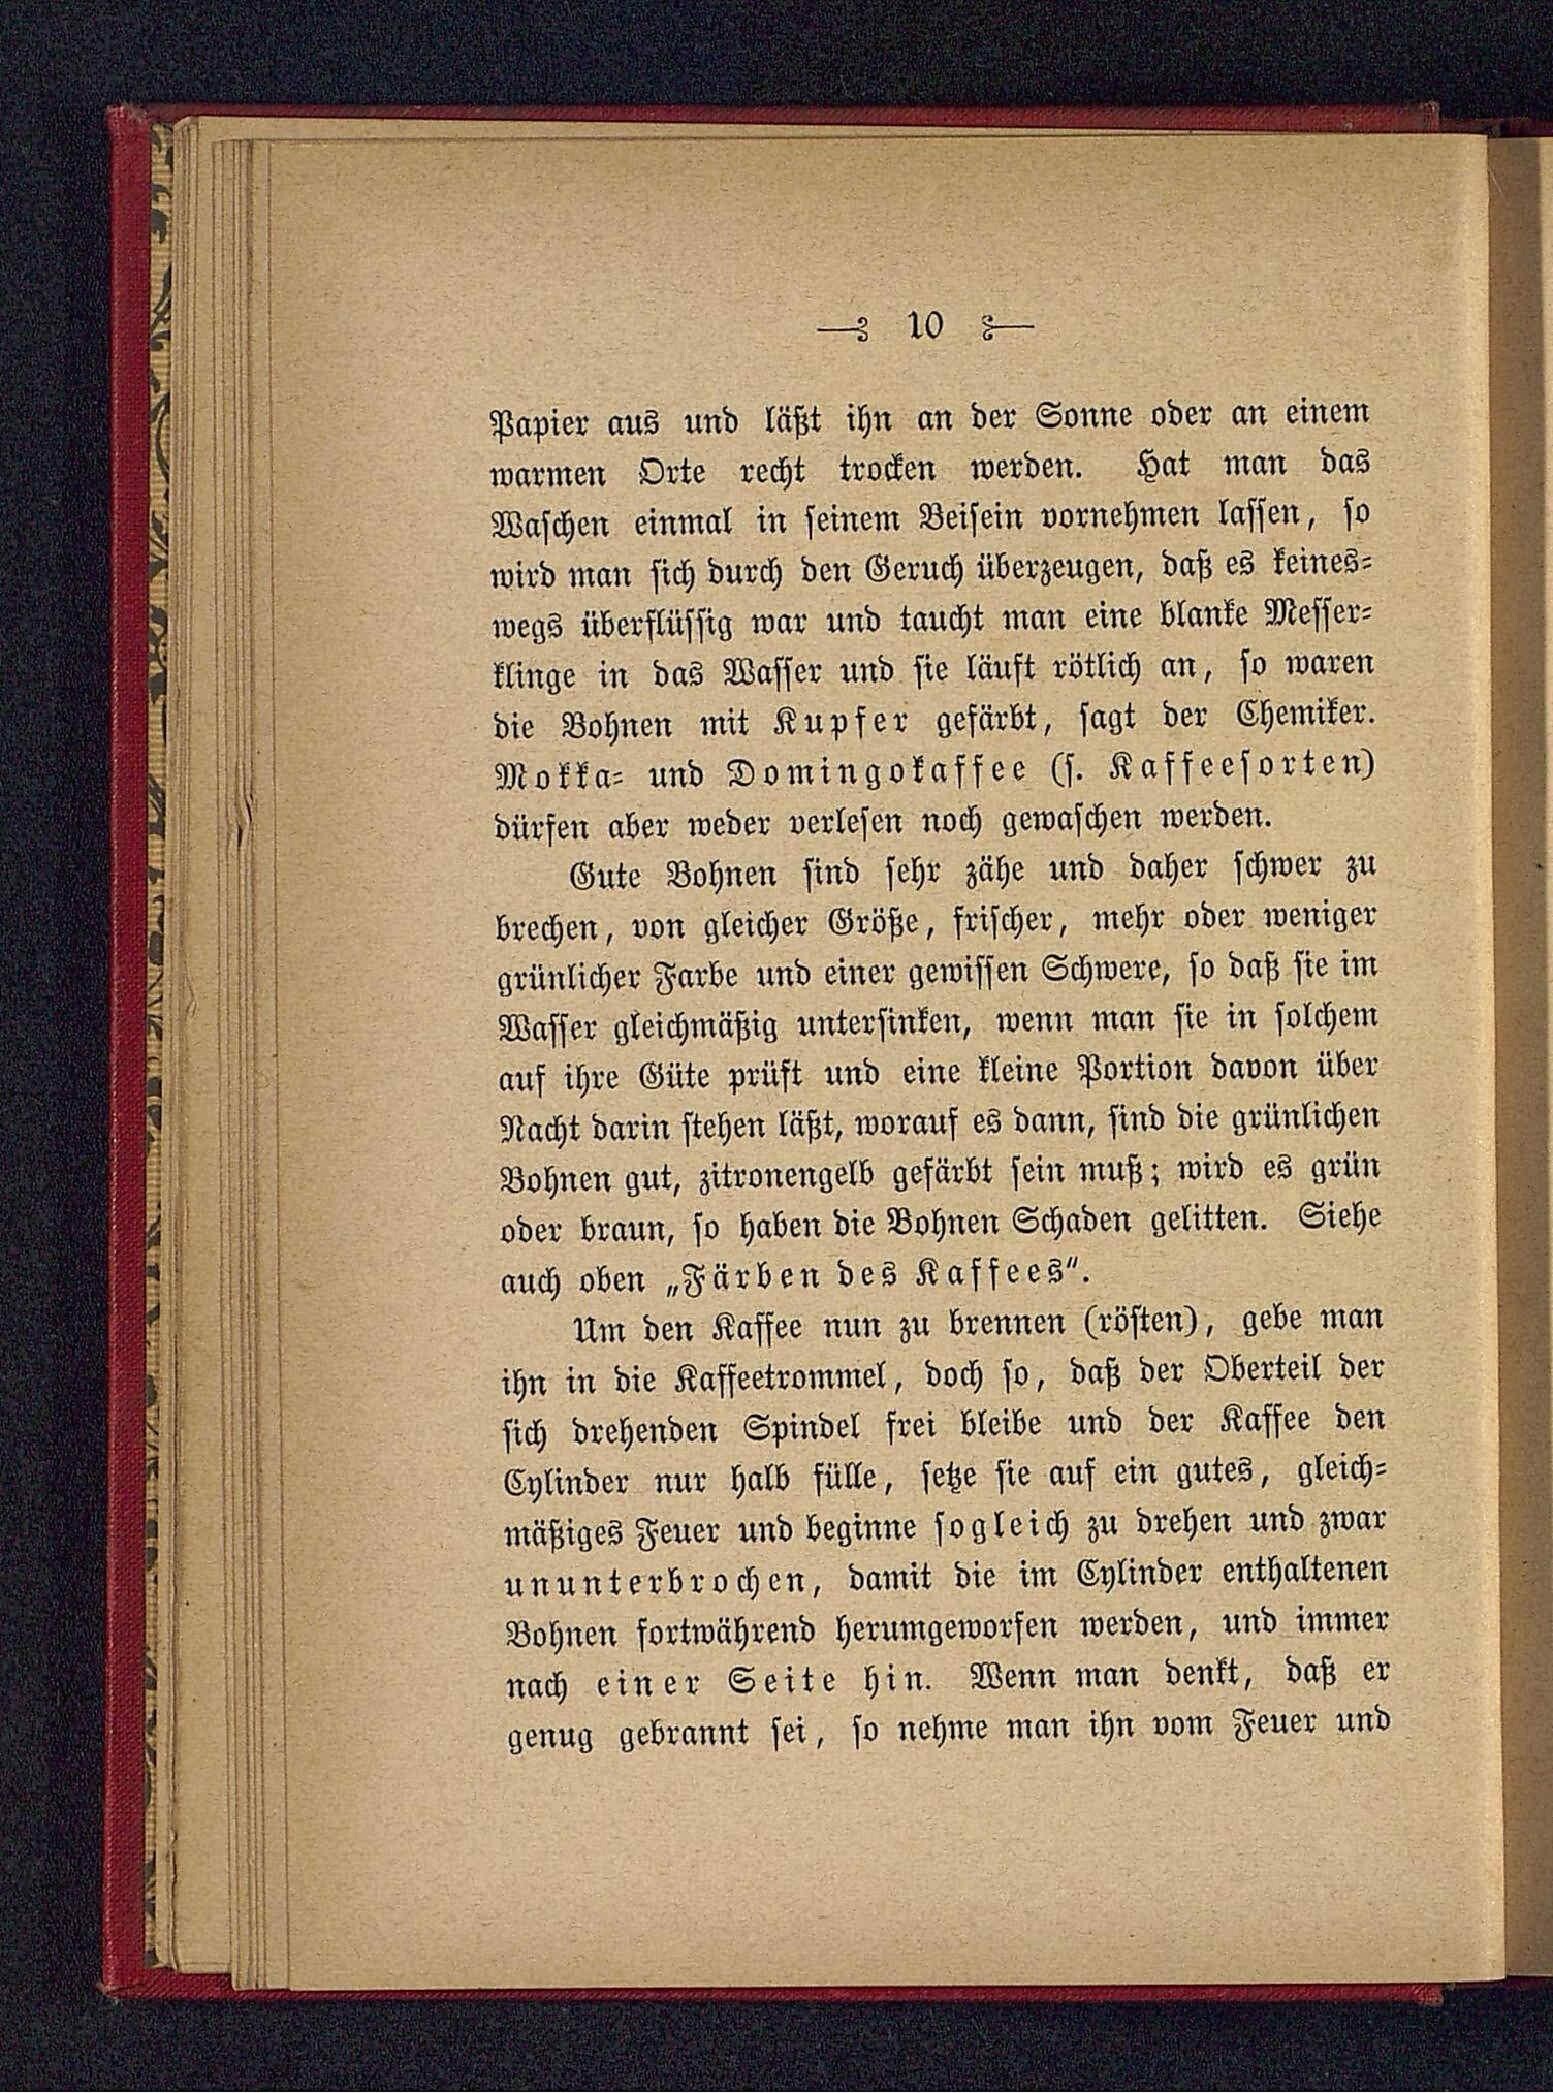 10
Papier aus und läßt ihn an der Sonne oder an einem
warmen Orte recht trocken werden. Hat man das
Waschen einmal in seinem Beisein vornehmen lassen, so
wird man sich durch den Geruch überzeugen, daß es keines-
wegs überflüssig war und taucht man eine blanke Messer-
klinge in das Wasser und sie läuft rötlich an, so waren
die Bohnen mit Kupfer gefärbt, sagt der Chemiker.
Mokka- und Domingokaffee (s. Kaffeesorten)
dürfen aber weder verlesen noch gewaschen werden.
Gute Bohnen sind sehr zähe und daher schwer zu
brechen, von gleicher Größe, frischer, mehr oder weniger
grünlicher Farbe und einer gewissen Schwere, so daß sie im
Wasser gleichmäßig untersinken, wenn man sie in solchem
auf ihre Güte prüft und eine kleine Portion davon über
Nacht darin stehen läßt, worauf es dann, sind die grünlichen
Bohnen gut, zitronengelb gefärbt sein muß; wird es grün
oder braun, so haben die Bohnen Schaden gelitten. Siehe
auch oben „Färben des Kaffees“.
Um den Kaffee nun zu brennen (rösten), gebe man
ihn in die Kaffeetrommel, doch so, daß der Oberteil der
sich drehenden Spindel frei bleibe und der Kaffee den
Cylinder nur halb fülle, setze sie auf ein gutes, gleich-
mäßiges Feuer und beginne sogleich zu drehen und zwar
ununterbrochen, damit die im Cylinder enthaltenen
Bohnen fortwährend herumgeworfen werden, und immer
nach einer Seite hin. Wenn man denkt, daß er
genug gebrannt sei, so nehme man ihn vom Feuer und